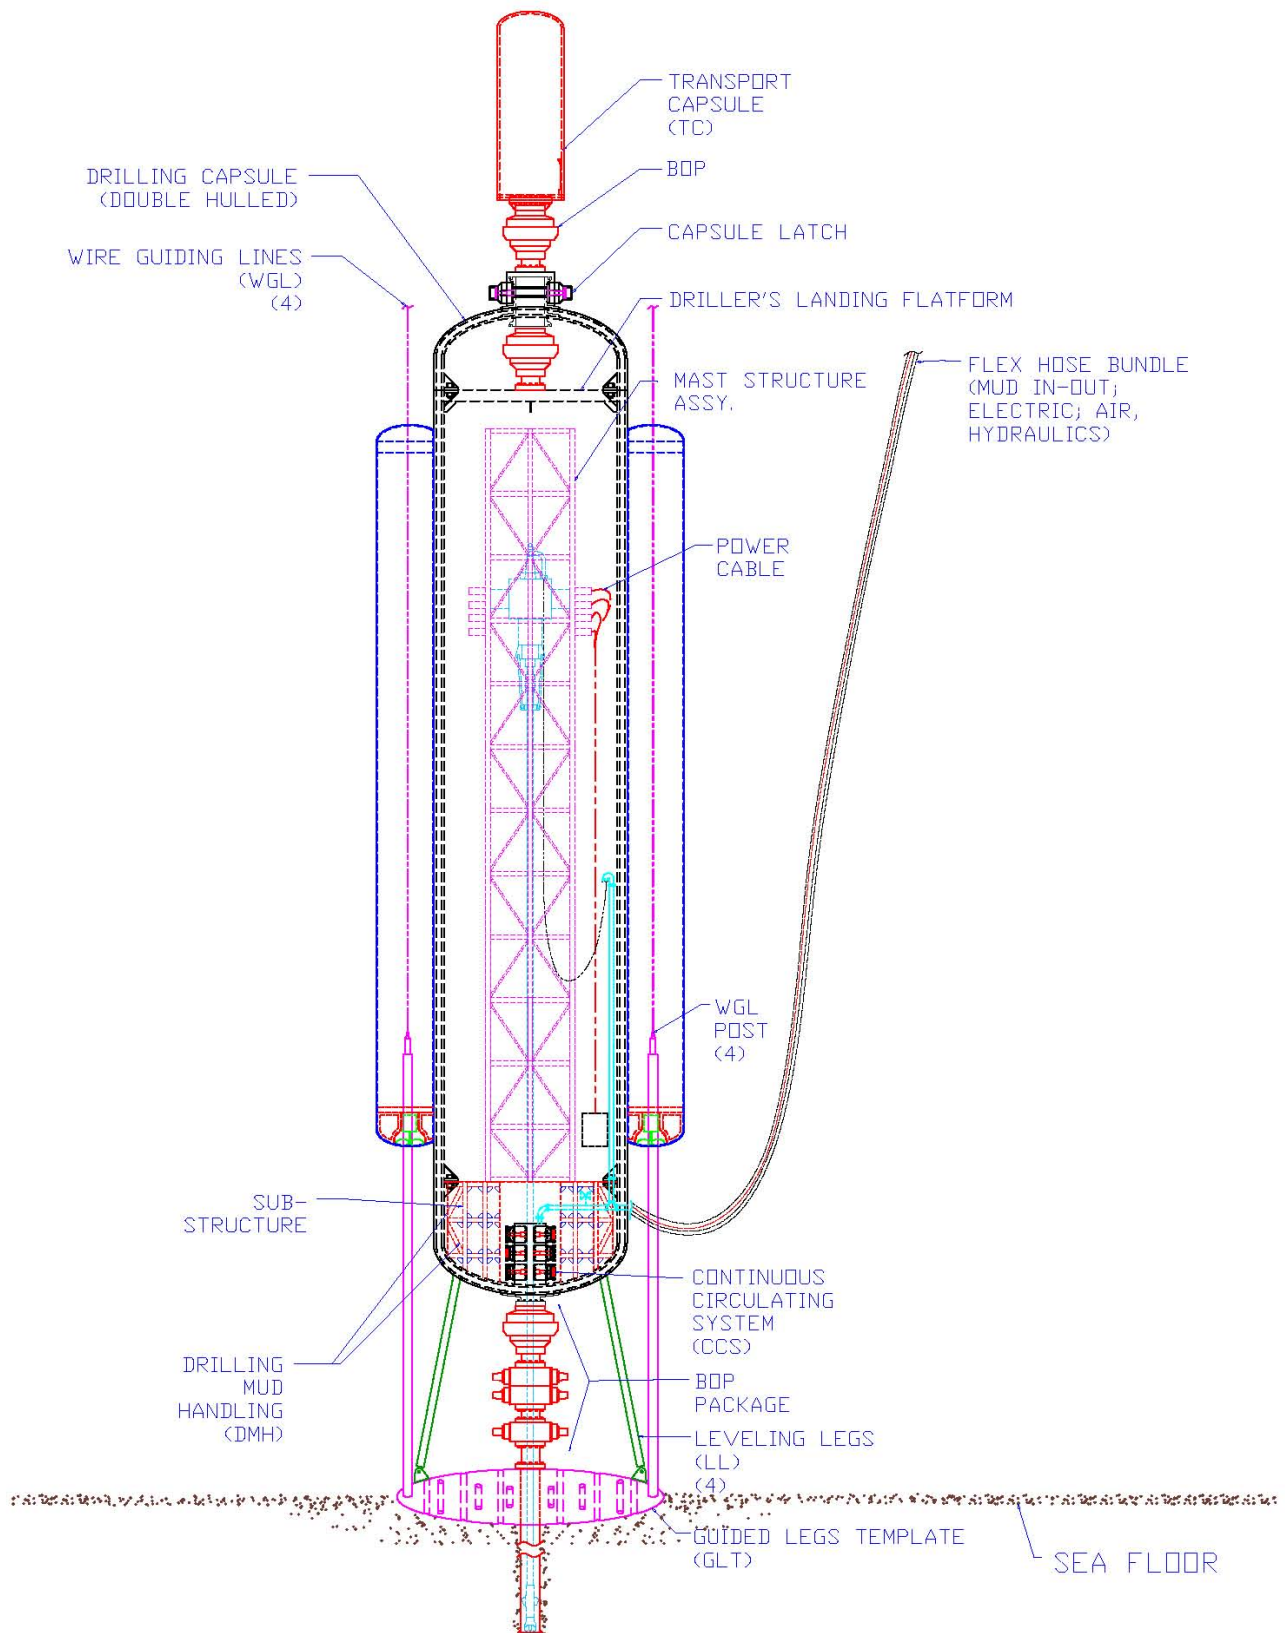 TRANSPORT
CAPSULE
(TC)
BOP
DRILLING CAPSULE
(DOUBLE HULLED)
CAPSULE LATCH
WIRE GUIDING LINES
(WGL)
(4)
DRILLER'S LANDING FLATFORM
FLEX HOSE BUNDLE
(MUD IN-OUT;
ELECTRIC; AIR,
HYDRAULICS)
MAST STRUCTURE
ASSY.
POWER
CABLE
WGL
POST
(4)
SUB-
STRUCTURE
CONTINUOUS
CIRCULATING
SYSTEM
(CCS)
DRILLING
MUD
HANDLING
(DMH)
BOP
PACKAGE
LEVELING LEGS
(LL)
(4)
GUIDED LEGS TEMPLATE
(GLT)
SEA FLOOR